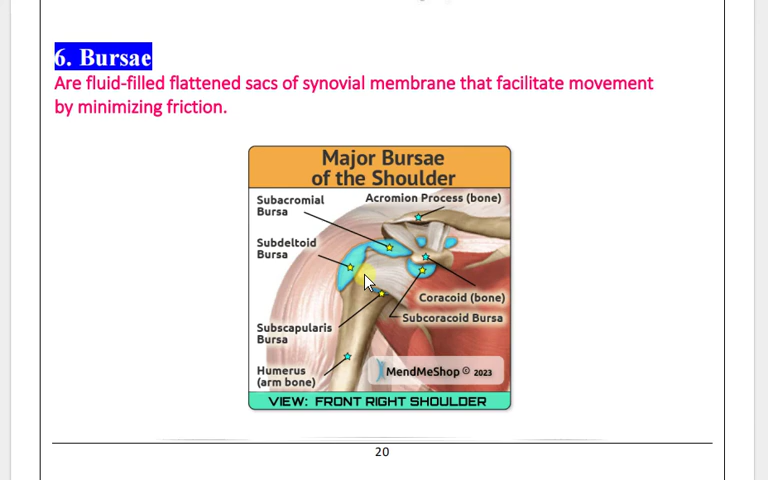 6. Bursae
Are fluid-filled flattened sacs of synovial membrane that facilitate movement
by minimizing friction.
Major Bursae
of the Shoulder
Subacromial
Bursa
Acromion Process (bone)
Subdeltoid
Bursa
Coracoid (bone)
Subcoracoid Bursa
Subscapularis
Bursa
Humerus
(arm bone)
MendMeShop © 2023
VIEW: FRONT RIGHT SHOULDER
20